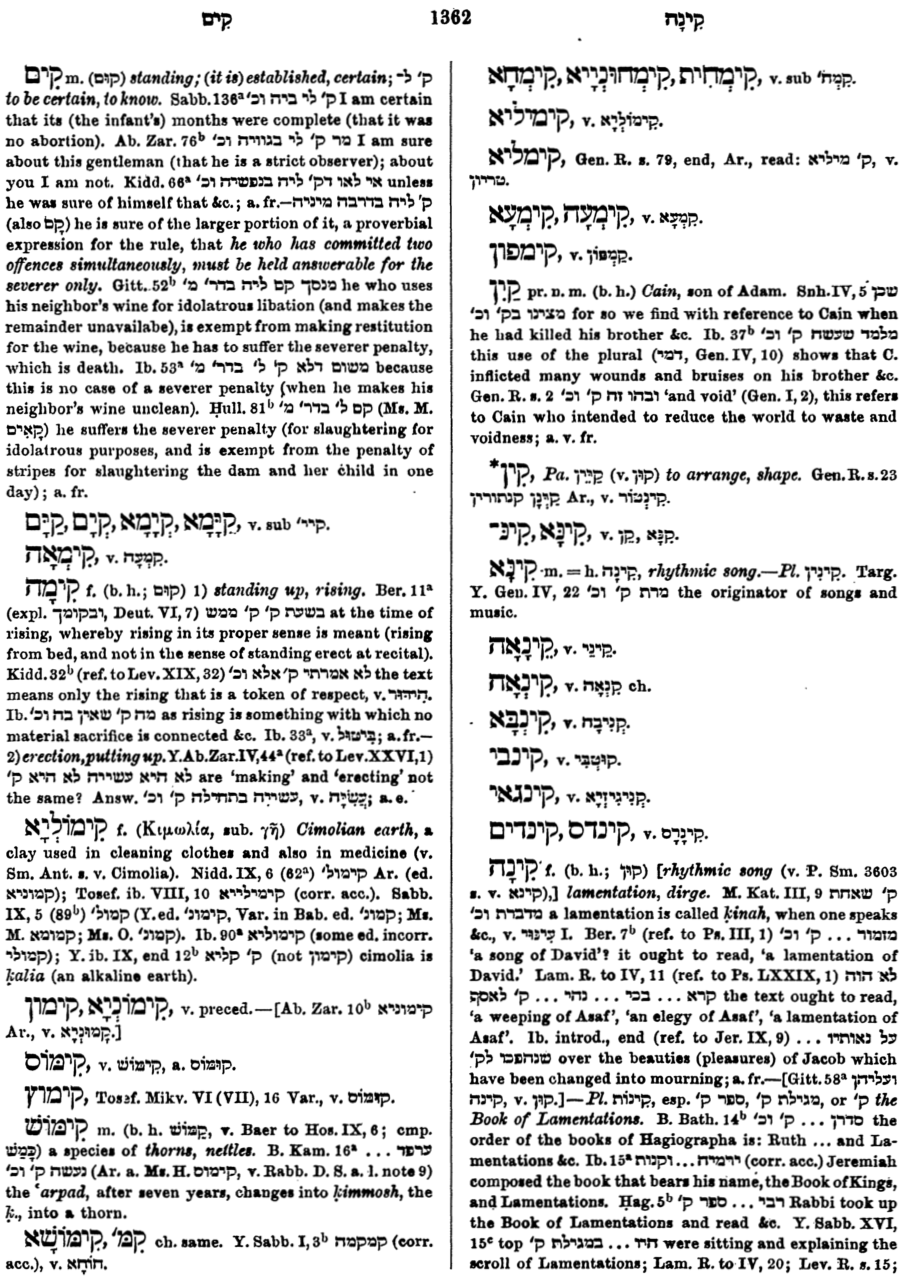 קִים 1362 קִינָה
קִים m. (קום) standing; (it is) established, certain; ק' ל-
to be certain, to know. Sabb. 136ᵃ ק' לי ביה וכ' I am certain
that its (the infant's) months were complete (that it was
no abortion). Ab. Zar. 76ᵇ מר ק' לי בגוויה וכ' I am sure
about this gentleman (that he is a strict observer); about
you I am not. Kidd. 66ᵃ אי לאו דק' ליה בנפשיה וכ' unless
he was sure of himself that &c.; a. fr.—ק' ליה בדרבה מיניה
(also קָם) he is sure of the larger portion of it, a proverbial
expression for the rule, that he who has committed two
offences simultaneously, must be held answerable for the
severer only. Gitt. 52ᵇ מנסך קם ליה בדר' מ' he who uses
his neighbor's wine for idolatrous libation (and makes the
remainder unavailabe), is exempt from making restitution
for the wine, because he has to suffer the severer penalty,
which is death. Ib. 53ᵃ משום דלא ק' ל' בדר' מ' because
this is no case of a severer penalty (when he makes his
neighbor's wine unclean). Ḥull. 81ᵇ קם ל' בדר' מ' (Ms. M.
קָאֵים) he suffers the severer penalty (for slaughtering for
idolatrous purposes, and is exempt from the penalty of
stripes for slaughtering the dam and her child in one
day); a. fr.
קַיָּם, קְיָם, קְיָמָא, קַיָּמָא, v. sub קיי'.
קִימְאָה, v. קִמְעָה.
קִימָה f. (b. h.; קום) 1) standing up, rising. Ber. 11ᵃ
(expl. ובקומך, Deut. VI, 7) בשעת ק' ק' ממש at the time of
rising, whereby rising in its proper sense is meant (rising
from bed, and not in the sense of standing erect at recital).
Kidd. 32ᵇ (ref. to Lev. XIX, 32) לא אמרתי ק' אלא וכ' the text
means only the rising that is a token of respect, v. הִידּוּר.
Ib. מה ק' שאין בה וכ' as rising is something with which no
material sacrifice is connected &c. Ib. 33ᵃ, v. בִּיטּוּל; a. fr.—
2) erection, putting up. Y. Ab. Zar. IV, 44ᵃ (ref. to Lev. XXVI, 1)
לא היא עשייה לא היא ק' are 'making' and 'erecting' not
the same? Answ. עשייה בתחילה ק' וכ', v. עֲשִׂיָּה; a. e.
קִימוֹלְיָא f. (Κιμωλία, sub. γῆ) Cimolian earth, a
clay used in cleaning clothes and also in medicine (v.
Sm. Ant. s. v. Cimolia). Nidd. IX, 6 (62ᵃ) קימול' Ar. (ed.
קמוניא); Tosef. ib. VIII, 10 קימילייא (corr. acc.). Sabb.
IX, 5 (89ᵇ) קמול' (Y. ed. קימונ', Var. in Bab. ed. קמונ'; Ms.
M. קמומא; Ms. O. קמונ'). Ib. 90ᵃ קימוליא (some ed. incorr.
קמולי'); Y. ib. IX, end 12ᵇ ק' קליא (not קימון) cimolia is
ḳalia (an alkaline earth).
קִימוֹנְיָא, קימון, v. preced.—[Ab. Zar. 10ᵇ קימוניא
Ar., v. קָמוּנְיָא.]
קִימּוֹס, v. קִימּוֹשׁ, a. קִוּמוֹס.
קימוץ, Tosef. Mikv. VI (VII), 16 Var., v. קוּמּוֹס.
קִימּוֹשׁ m. (b. h. קִמּוֹשׁ, v. Baer to Hos. IX, 6; cmp.
כָּמַשׁ) a species of thorns, nettles. B. Kam. 16ᵃ ... ערפד
נעשה ק' וכ' (Ar. a. Ms. H. קימוס, v. Rabb. D. S. a. l. note 9)
the ʿarpad, after seven years, changes into ḳimmosh, the
ḳ., into a thorn.
קִימּוֹשָׁא, קִמּ', ch. same. Y. Sabb. I, 3ᵇ קמקמה (corr.
acc.), v. חוֹחָא.
קִימְחִית, קִימְחוּנְיָיא, קִימְחָא, v. sub קִמְח'.
קימיליא, v. קִימוֹלְיָא.
קימליא, Gen. R. s. 79, end, Ar., read: ק' מיליא, v.
טריון.
קִימְעָא, קִימְעָה, v. קִמְעָא.
קימפון, v. קַמְפּוֹן.
קַיִן pr. n. m. (b. h.) Cain, son of Adam. Snh. IV, 5 שכן
מצינו בק' וכ' for so we find with reference to Cain when
he had killed his brother &c. Ib. 37ᵇ מלמד שעשה ק' וכ'
this use of the plural (דמי, Gen. IV, 10) shows that C.
inflicted many wounds and bruises on his brother &c.
Gen. R. s. 2 ובהו זה ק' וכ' 'and void' (Gen. I, 2), this refers
to Cain who intended to reduce the world to waste and
voidness; a. v. fr.
*קִין, Pa. קַיֵּין (v. קוּן) to arrange, shape. Gen. R. s. 23
קַיְּנָן קנתורין Ar., v. קִינְטוֹר.
קִינָּא, קִינ־, v. קַן, קִנָּא.
קִינָא m. = h. קִינָה, rhythmic song.—Pl. קִינִין. Targ.
Y. Gen. IV, 22 מרת ק' וכ' the originator of songs and
music.
קִינָאָה, v. קֵינַי.
קִינְאָה, v. קִנְאָה ch.
קִינְבָּא, v. קְנִיבָה.
קינבי, v. קוּטְבִּי.
קינגאי, v. קְנִיגִיזְיָא.
קינדס, קינדים, v. קִינָרָס.
קִינָה f. (b. h.; קון) [rhythmic song (v. P. Sm. 3603
s. v. קינא),] lamentation, dirge. M. Kat. III, 9 ק' שאחת
מדברת וכ' a lamentation is called ḳinah, when one speaks
&c., v. עִינּוּי I. Ber. 7ᵇ (ref. to Ps. III, 1) מזמור ... ק' וכ'
'a song of David'? it ought to read, 'a lamentation of
David.' Lam. R. to IV, 11 (ref. to Ps. LXXIX, 1) לא הוה
קרא ... בכי ... נהי ... ק' לאסף the text ought to read,
'a weeping of Asaf', 'an elegy of Asaf', 'a lamentation of
Asaf'. Ib. introd., end (ref. to Jer. IX, 9) ... על נאותיו
שנהפכו לק' over the beauties (pleasures) of Jacob which
have been changed into mourning; a. fr.—[Gitt. 58ᵃ ועליהן
קינה, v. קון.]—Pl. קִינוֹת, esp. ספר ק', מגילת ק', or ק' the
Book of Lamentations. B. Bath. 14ᵇ סדרן ... ק' וכ' the
order of the books of Hagiographa is: Ruth ... and La-
mentations &c. Ib. 15ᵃ ירמיה ... וקנות (corr. acc.) Jeremiah
composed the book that bears his name, the Book of Kings,
and Lamentations. Hag. 5ᵇ רבי ... ספר ק' Rabbi took up
the Book of Lamentations and read &c. Y. Sabb. XVI,
15ᶜ top היו ... במגילת ק' were sitting and explaining the
scroll of Lamentations; Lam. R. to IV, 20; Lev. R. s. 15;